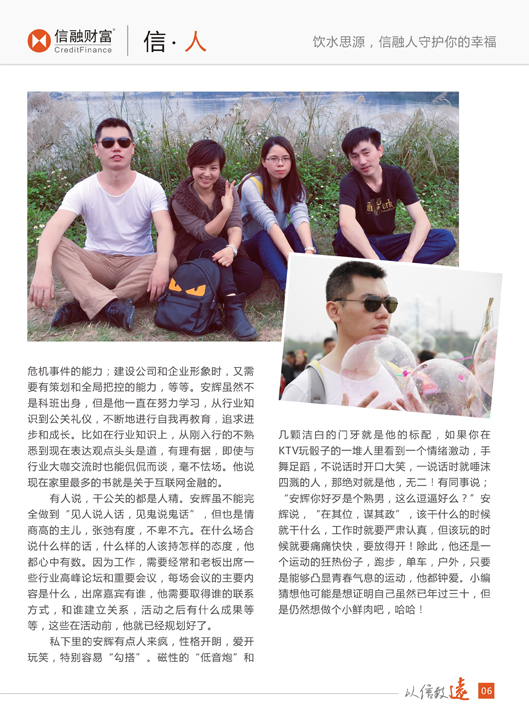 信融财富®
CreditFinance
信·人
饮水思源，信融人守护你的幸福
危机事件的能力；建设公司和企业形象时，又需
要有策划和全局把控的能力，等等。安辉虽然不
是科班出身，但是他一直在努力学习，从行业知
识到公关礼仪，不断地进行自我再教育，追求进
步和成长。比如在行业知识上，从刚入行的不熟
悉到现在表达观点头头是道，有理有据，即使与
行业大咖交流时也能侃侃而谈，毫不怯场。他说
现在家里最多的书就是关于互联网金融的。
有人说，干公关的都是人精。安辉虽不能完
全做到“见人说人话，见鬼说鬼话”，但也是情
商高的主儿，张弛有度，不卑不亢。在什么场合
说什么样的话，什么样的人该持怎样的态度，他
都心中有数。因为工作，需要经常和老板出席一
些行业高峰论坛和重要会议，每场会议的主要内
容是什么，出席嘉宾有谁，他需要取得谁的联系
方式，和谁建立关系，活动之后有什么成果等
等，这些在活动前，他就已经规划好了。
私下里的安辉有点人来疯，性格开朗，爱开
玩笑，特别容易“勾搭”。磁性的“低音炮”和
几颗洁白的门牙就是他的标配，如果你在
KTV玩骰子的一堆人里看到一个情绪激动，手
舞足蹈，不说话时开口大笑，一说话时就唾沫
四溅的人，那绝对就是他，无二！有同事说；
“安辉你好歹是个熟男，这么逗逼好么？”安
辉说，“在其位，谋其政”，该干什么的时候
就干什么，工作时就要严肃认真，但该玩的时
候就要痛痛快快，要放得开！除此，他还是一
个运动的狂热份子，跑步，单车，户外，只要
是能够凸显青春气息的运动，他都钟爱。小编
猜想他可能是想证明自己虽然已年过三十，但
是仍然想做个小鲜肉吧，哈哈！
以信致远
06